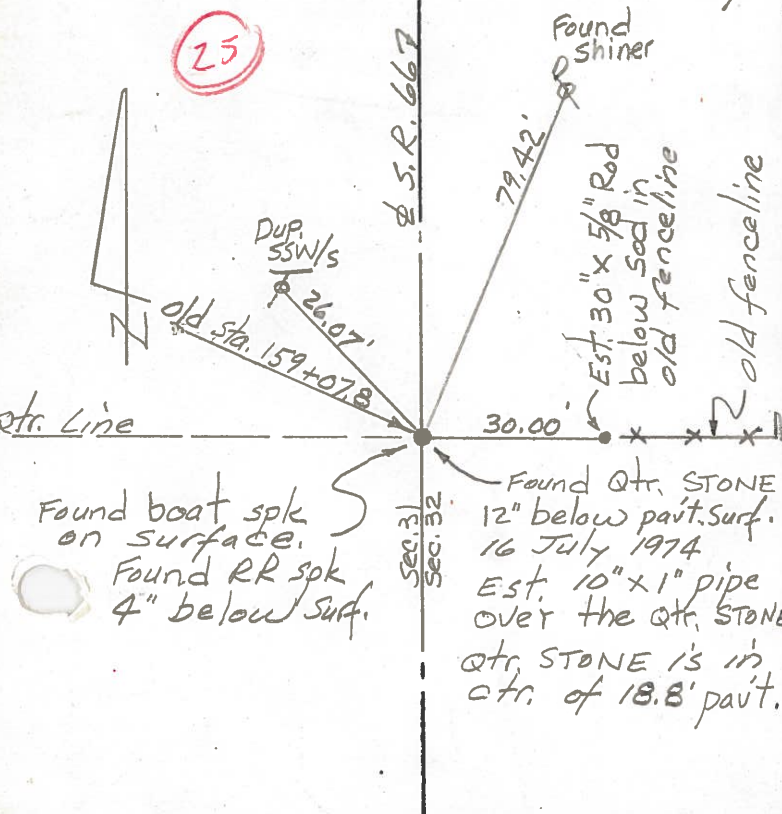 25
Found
shiner
℄ S.R. 667
79.42'
Est. 30" x 5/8" Rod
below sod in
old fenceline
old fenceline
Dup.
SSW/S
26.07'
Old sta. 159+07.8
N
Qtr. Line
30.00'
Found boat spk
on surface.
Found RR spk
4" below surf.
Sec. 31
Sec. 32
Found Qtr. STONE
12" below pav't. surf.
16 July 1974
Est. 10" x 1" pipe
over the Qtr. STONE
Qtr. STONE is in
ctr. of 18.8' pav't.